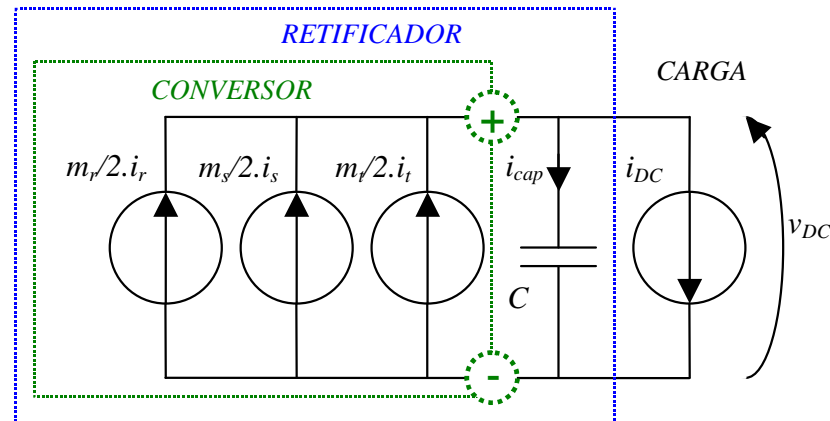 RETIFICADOR
CONVERSOR
CARGA
+
m_r/2.i_r
m_s/2.i_s
m_t/2.i_t
i_cap
i_DC
v_DC
C
-